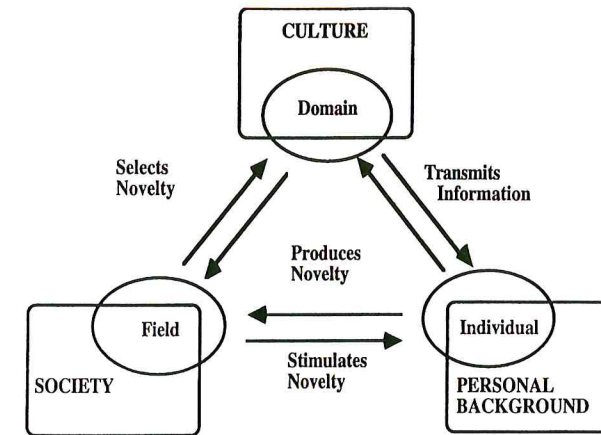 CULTURE
Domain
Selects
Novelty
Transmits
Information
Produces
Novelty
Field
Individual
Stimulates
Novelty
SOCIETY
PERSONAL
BACKGROUND